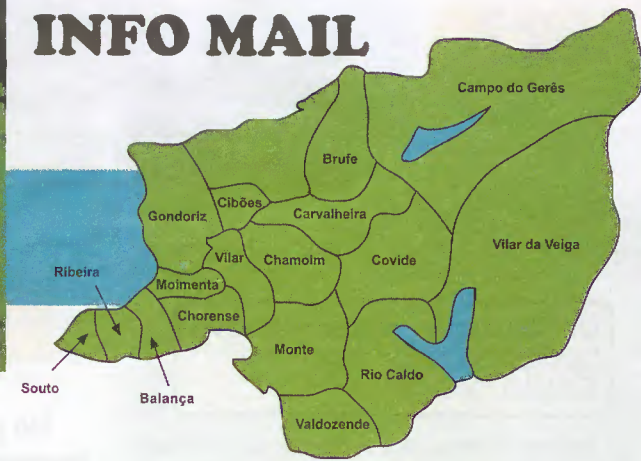 INFO MAIL
Campo do Gerês
Brufe
Cibões
Carvalheira
Gondoriz
Vilar da Veiga
Vilar
Chamoim
Covide
Ribeira
Moimenta
Chorense
Monte
Rio Caldo
Souto
Balança
Valdozende